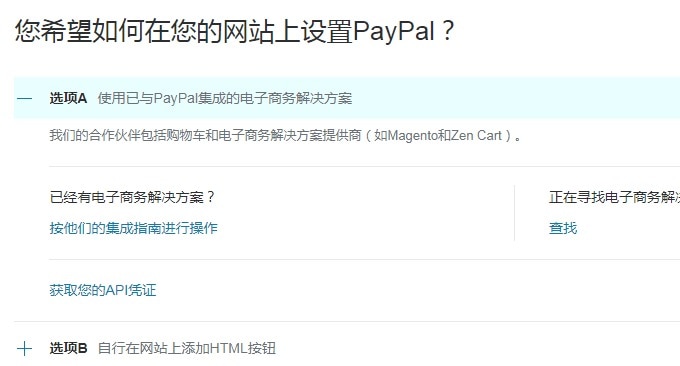 您希望如何在您的网站上设置PayPal？
选项A 使用已与PayPal集成的电子商务解决方案
我们的合作伙伴包括购物车和电子商务解决方案提供商（如Magento和Zen Cart）。
已经有电子商务解决方案？
正在寻找电子商务解
按他们的集成指南进行操作
查找
获取您的API凭证
选项B 自行在网站上添加HTML按钮